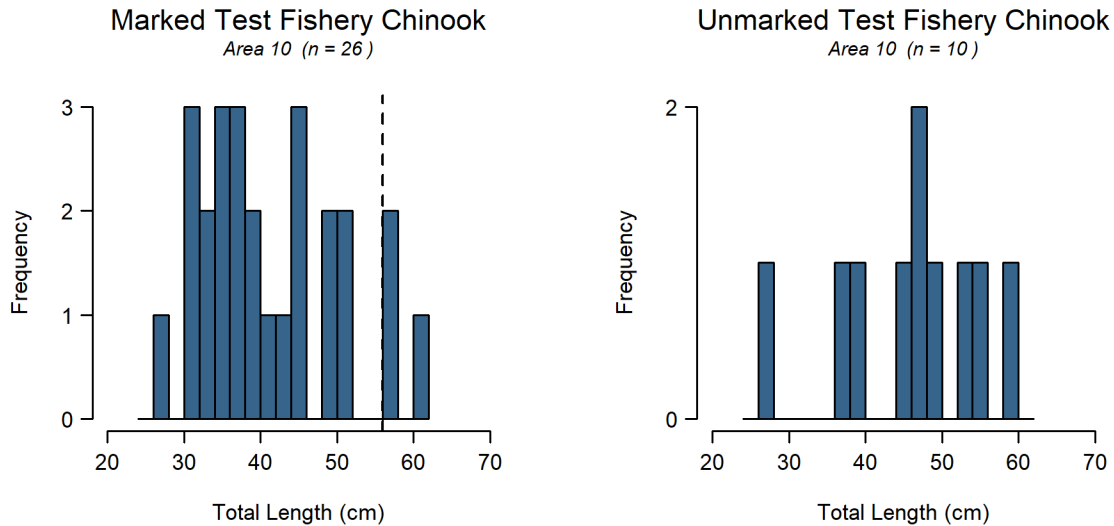 Marked Test Fishery Chinook
Area 10 (n = 26 )
3
2
1
0
Frequency
20 30 40 50 60 70
Total Length (cm)
Unmarked Test Fishery Chinook
Area 10 (n = 10 )
2
0
Frequency
20 30 40 50 60 70
Total Length (cm)